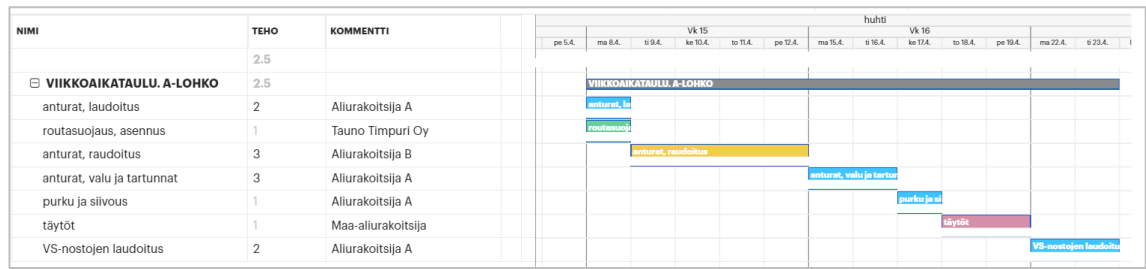 huhti
NIMI TEHO KOMMENTTI Vk 15 Vk 16
pe 5.4. ma 8.4. ti 9.4. ke 10.4. to 11.4. pe 12.4. ma 15.4. ti 16.4. ke 17.4. to 18.4. pe 19.4. ma 22.4. ti 23.4.
2.5
VIIKKOAIKATAULU. A-LOHKO 2.5 VIIKKOAIKATAULU. A-LOHKO
anturat, laudoitus 2 Aliurakoitsija A anturat, la
routasuojaus, asennus 1 Tauno Timpuri Oy routasuoj
anturat, raudoitus 3 Aliurakoitsija B anturat, raudoitus
anturat, valu ja tartunnat 3 Aliurakoitsija A anturat, valu ja tartun
purku ja siivous 1 Aliurakoitsija A purku ja si
täytöt 1 Maa-aliurakoitsija täytöt
VS-nostojen laudoitus 2 Aliurakoitsija A VS-nostojen laudoitu